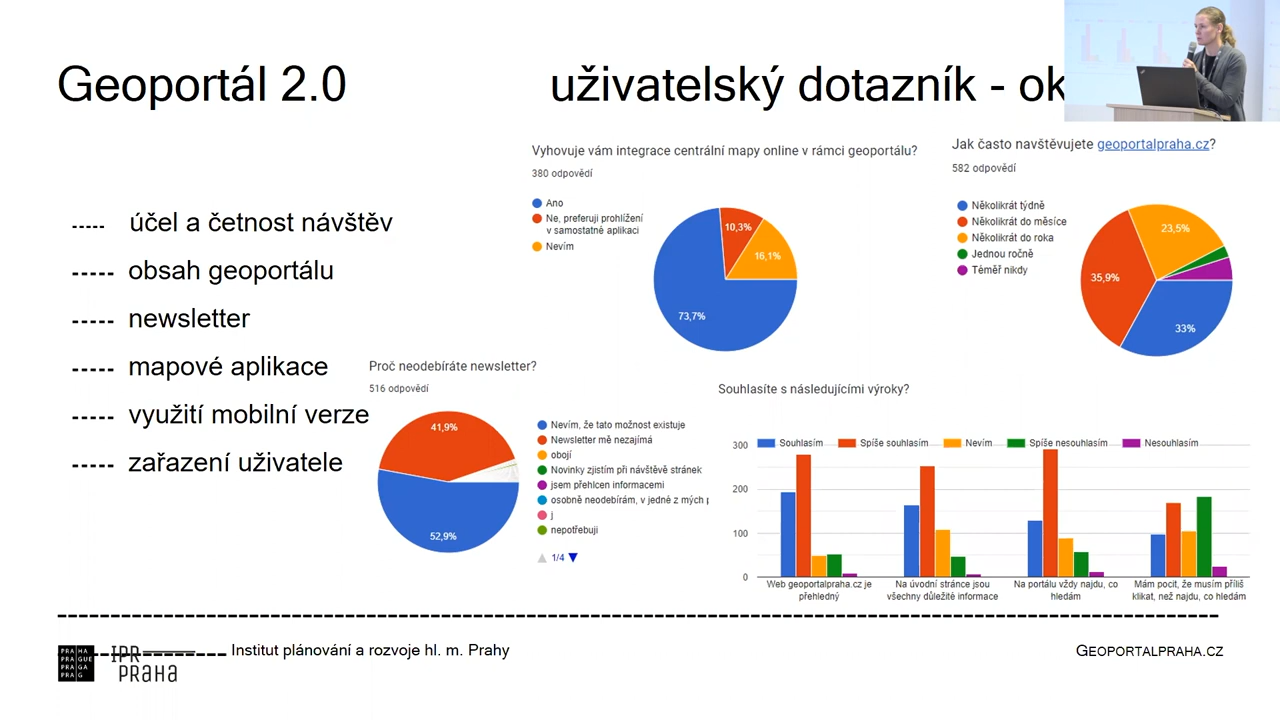 Geoportál 2.0
uživatelský dotazník - ok
účel a četnost návštěv
obsah geoportálu
newsletter
mapové aplikace
využití mobilní verze
zařazení uživatele
Vyhovuje vám integrace centrální mapy online v rámci geoportálu?
380 odpovědí
Ano
Ne, preferuji prohlížení
v samostatné aplikaci
Nevím
10,3%
16,1%
73,7%
Jak často navštěvujete geoportalpraha.cz?
582 odpovědí
Několikrát týdně
Několikrát do měsíce
Několikrát do roka
Jednou ročně
Téměř nikdy
23,5%
35,9%
33%
Proč neodebíráte newsletter?
516 odpovědí
41,9%
52,9%
Nevím, že tato možnost existuje
Newsletter mě nezajímá
obojí
Novinky zjistím při návštěvě stránek
jsem přehlcen informacemi
osobně neodebírám, v jedné z mých p
j
nepotřebuji
1/4
Souhlasíte s následujícími výroky?
Souhlasím Spíše souhlasím Nevím Spíše nesouhlasím Nesouhlasím
300
200
100
0
Web geoportalpraha.cz je
přehledný
Na úvodní stránce jsou
všechny důležité informace
Na portálu vždy najdu, co
hledám
Mám pocit, že musím příliš
klikat, než najdu, co hledám
PRAHA
PRAGUE
PRAGA
PRAG
IPR
PRAHA
Institut plánování a rozvoje hl. m. Prahy
GEOPORTALPRAHA.CZ